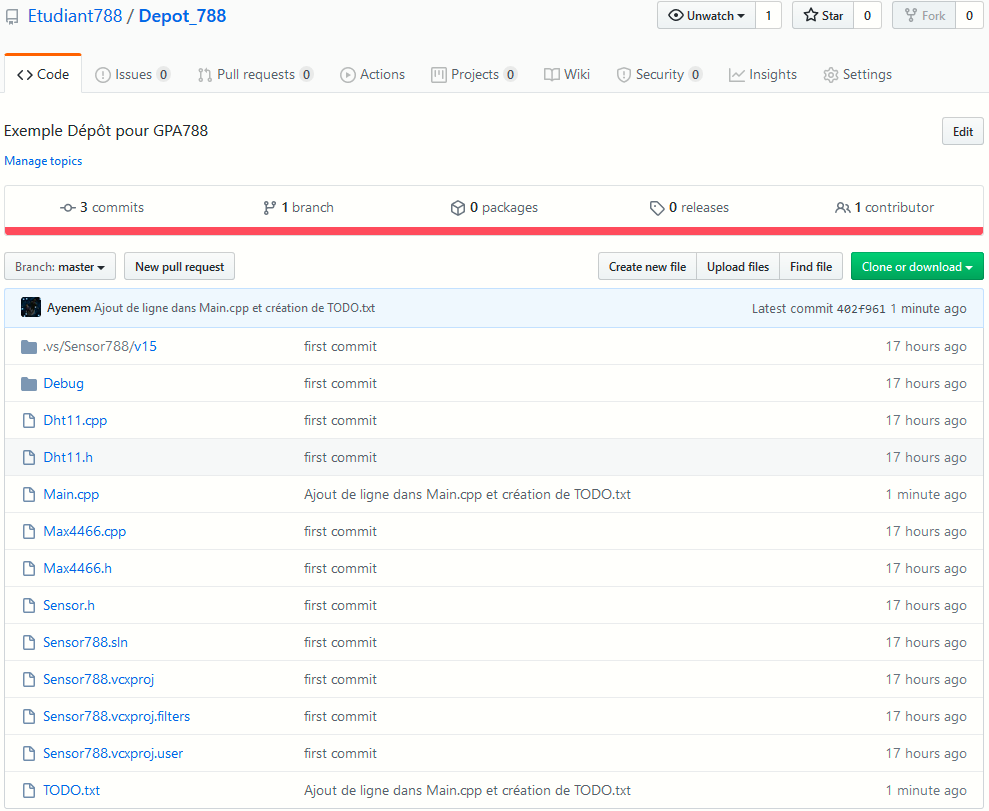 Etudiant788 / Depot_788 Unwatch 1 Star 0 Fork 0
Code Issues 0 Pull requests 0 Actions Projects 0 Wiki Security 0 Insights Settings
Exemple Dépôt pour GPA788 Edit
Manage topics
3 commits 1 branch 0 packages 0 releases 1 contributor
Branch: master New pull request Create new file Upload files Find file Clone or download
Ayenem Ajout de ligne dans Main.cpp et création de TODO.txt Latest commit 402f961 1 minute ago
.vs/Sensor788/v15 first commit 17 hours ago
Debug first commit 17 hours ago
Dht11.cpp first commit 17 hours ago
Dht11.h first commit 17 hours ago
Main.cpp Ajout de ligne dans Main.cpp et création de TODO.txt 1 minute ago
Max4466.cpp first commit 17 hours ago
Max4466.h first commit 17 hours ago
Sensor.h first commit 17 hours ago
Sensor788.sln first commit 17 hours ago
Sensor788.vcxproj first commit 17 hours ago
Sensor788.vcxproj.filters first commit 17 hours ago
Sensor788.vcxproj.user first commit 17 hours ago
TODO.txt Ajout de ligne dans Main.cpp et création de TODO.txt 1 minute ago